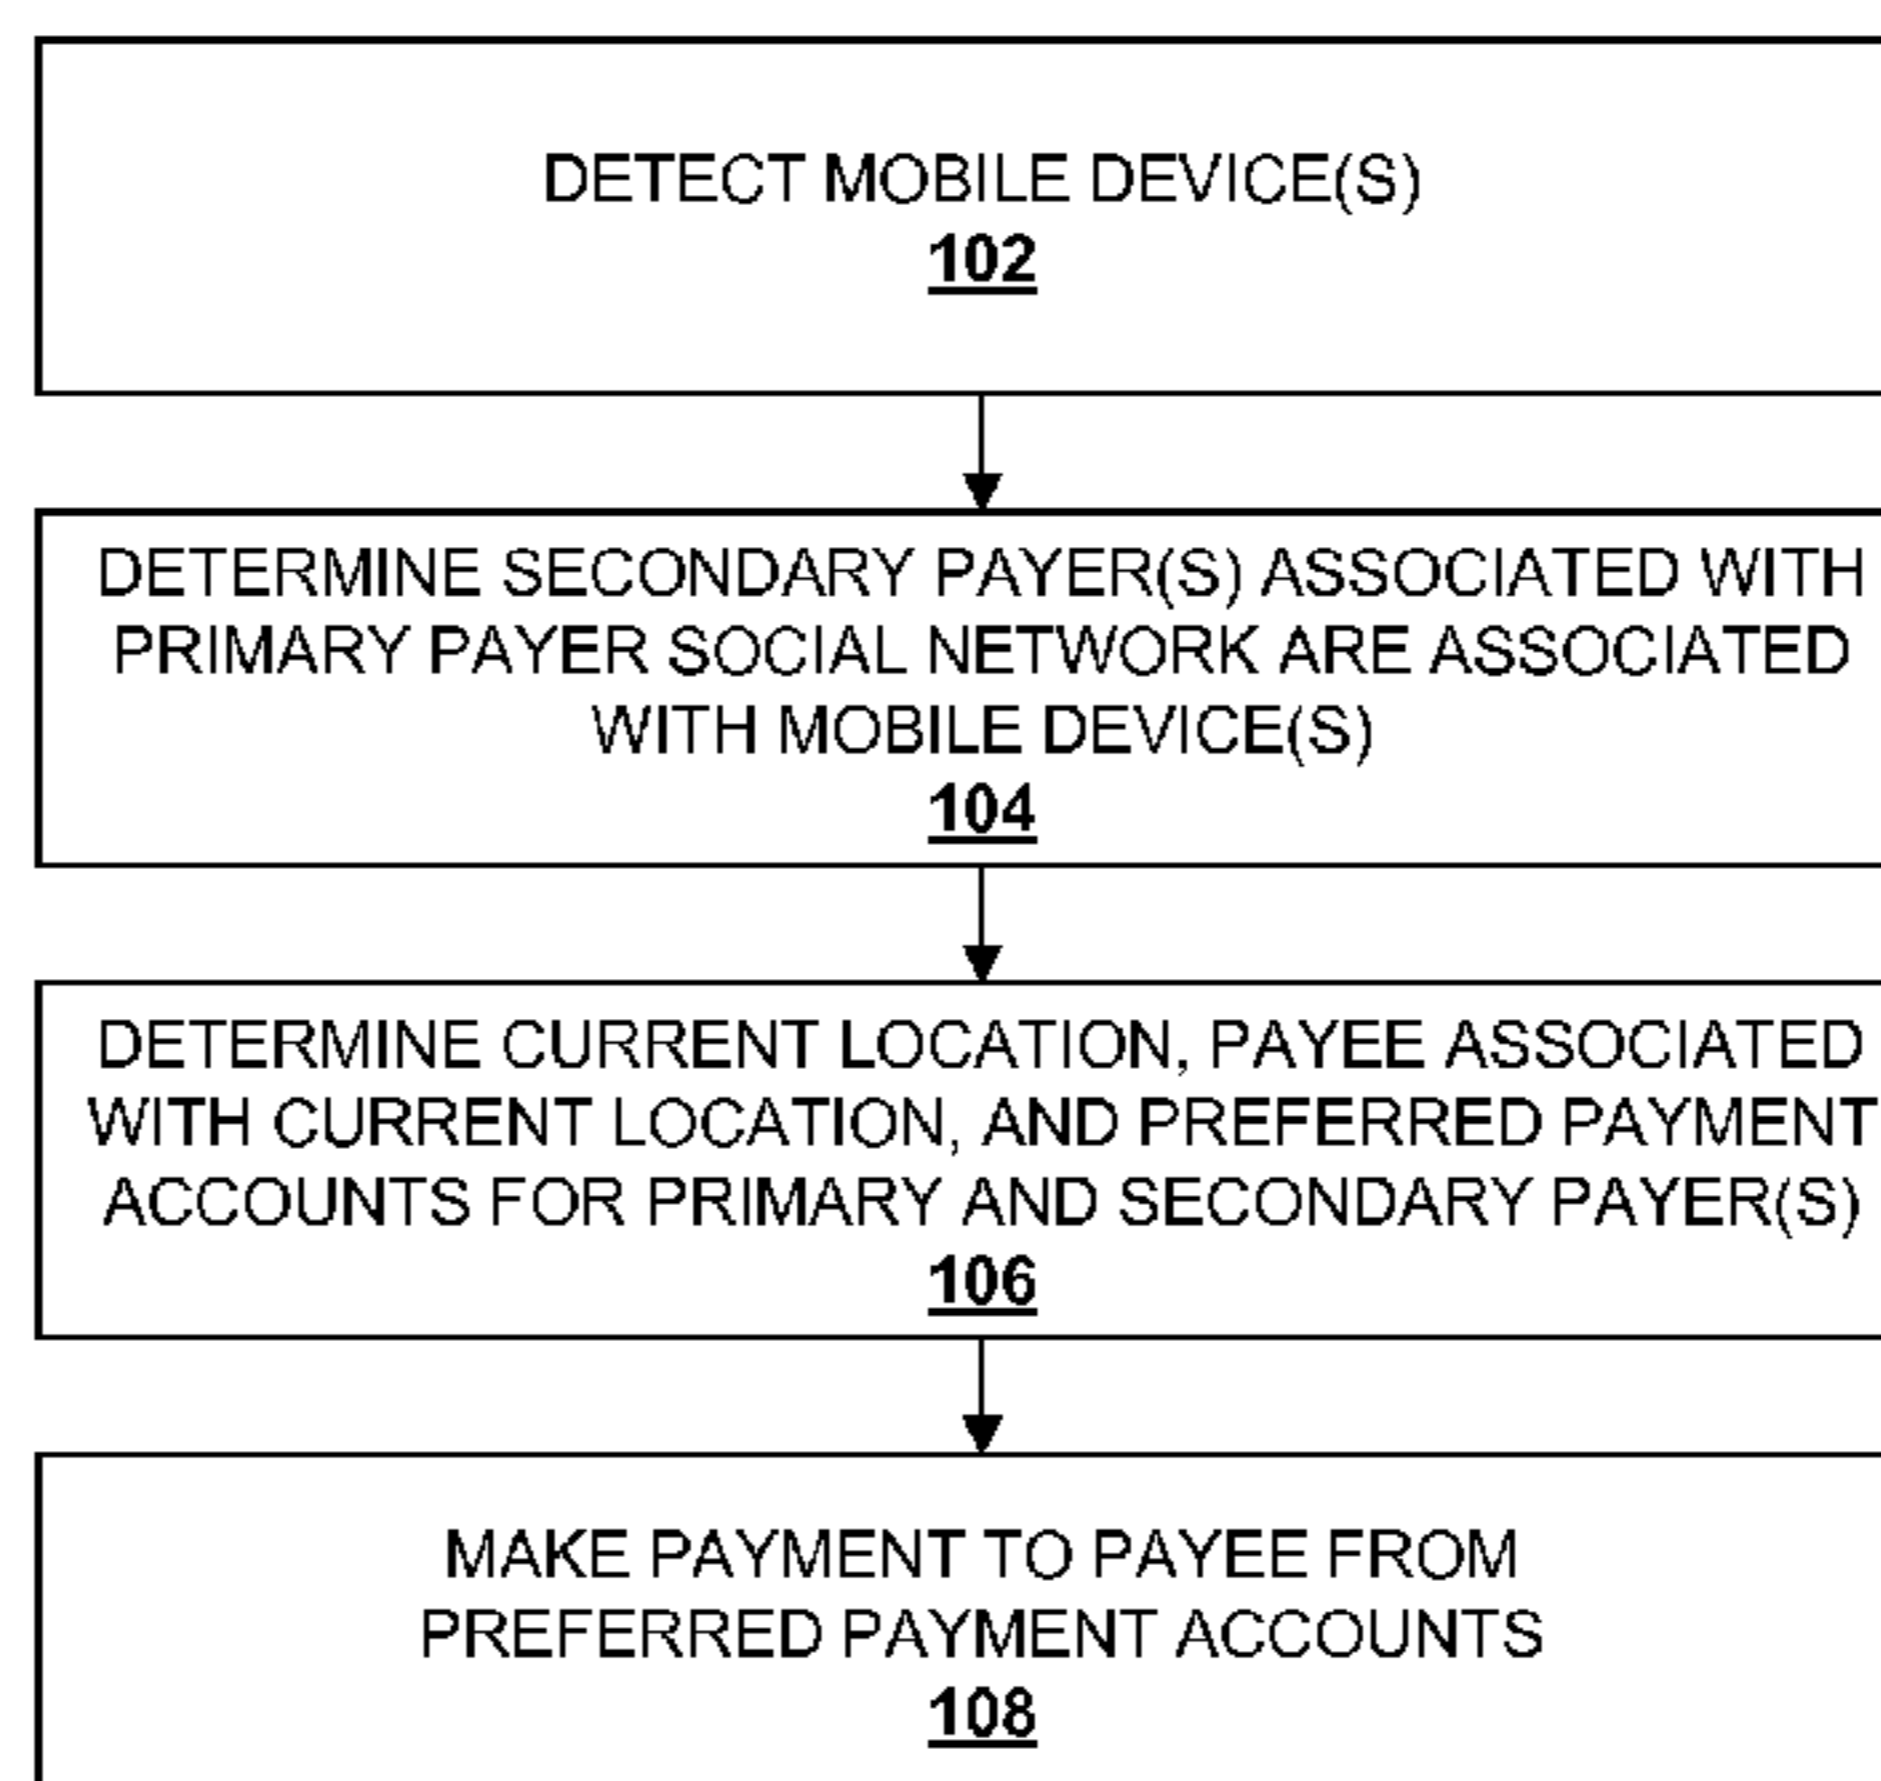 DETECT MOBILE DEVICE(S)
102
DETERMINE SECONDARY PAYER(S) ASSOCIATED WITH
PRIMARY PAYER SOCIAL NETWORK ARE ASSOCIATED
WITH MOBILE DEVICE(S)
104
DETERMINE CURRENT LOCATION, PAYEE ASSOCIATED
WITH CURRENT LOCATION, AND PREFERRED PAYMENT
ACCOUNTS FOR PRIMARY AND SECONDARY PAYER(S)
106
MAKE PAYMENT TO PAYEE FROM
PREFERRED PAYMENT ACCOUNTS
108